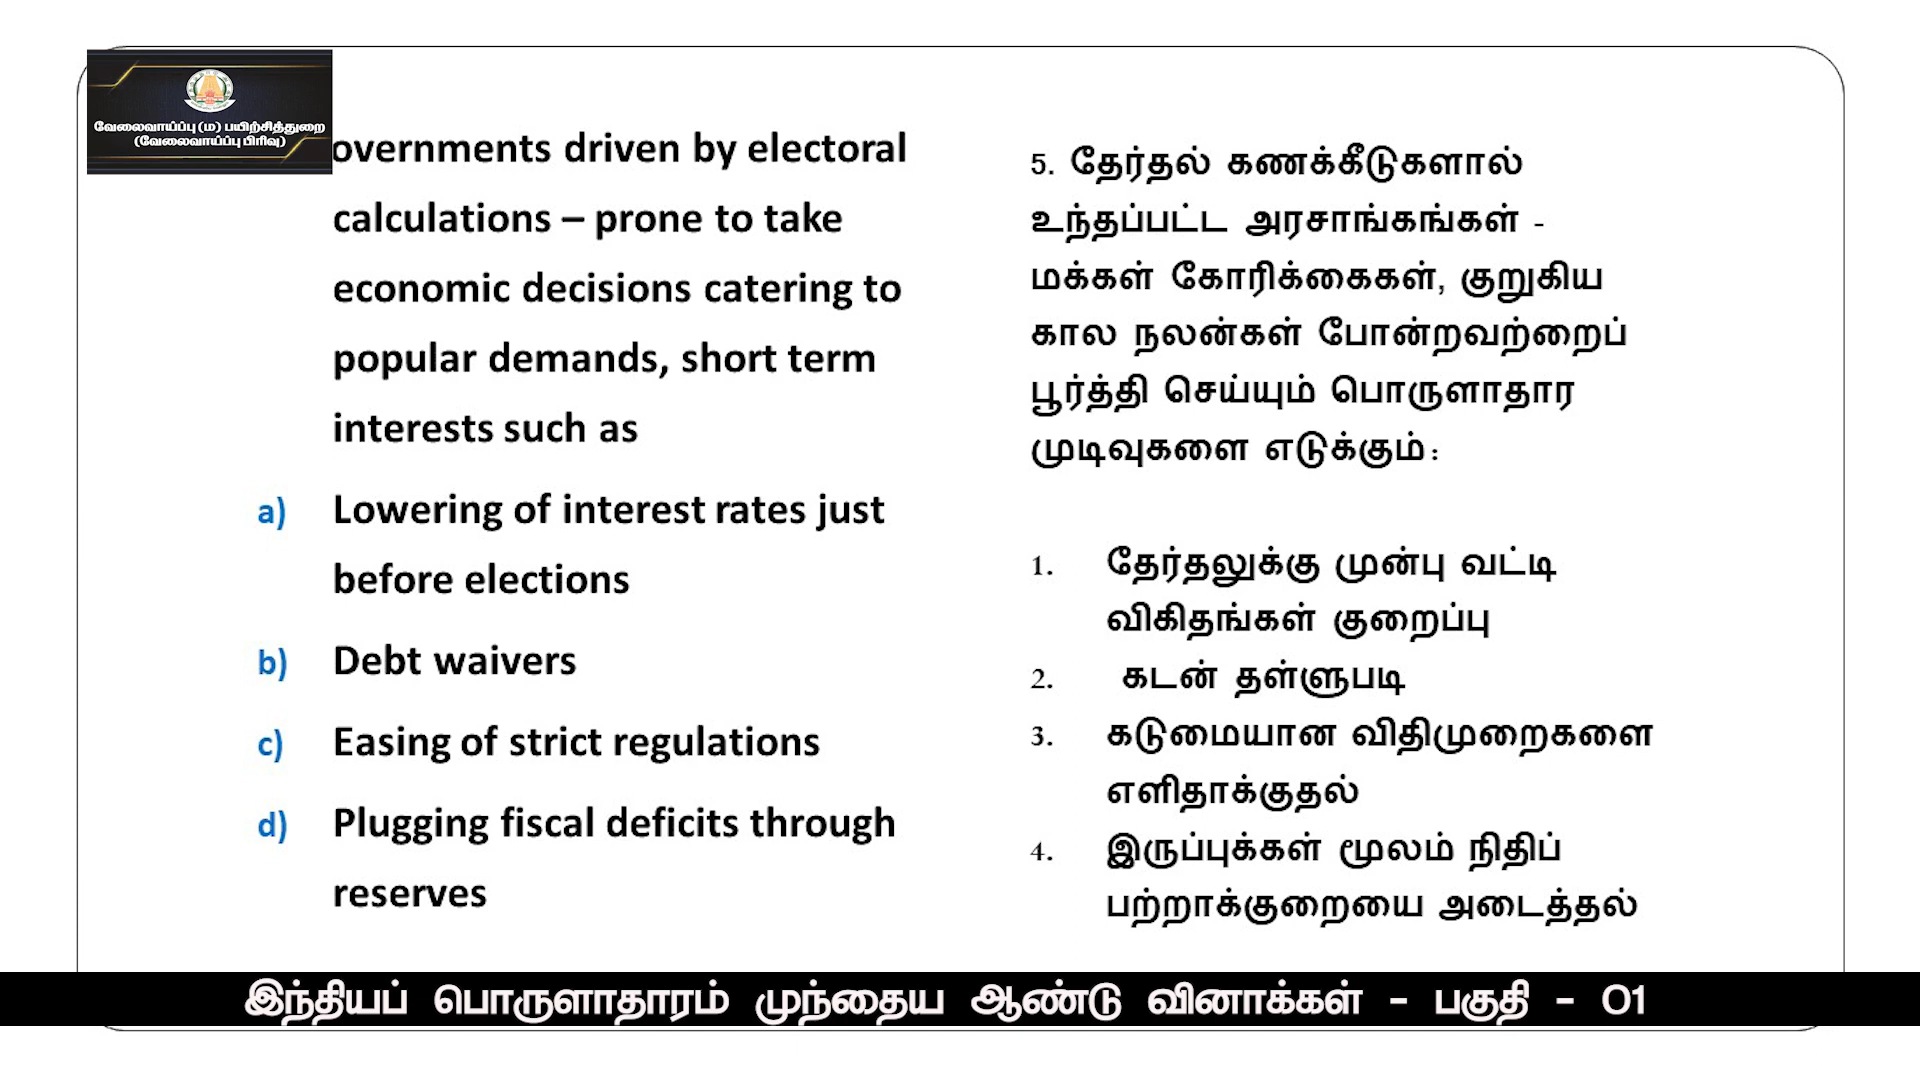 வேலைவாய்ப்பு (ம) பயிற்சித்துறை
(வேலைவாய்ப்பு பிரிவு)
overnments driven by electoral
calculations – prone to take
economic decisions catering to
popular demands, short term
interests such as
a) Lowering of interest rates just
before elections
b) Debt waivers
c) Easing of strict regulations
d) Plugging fiscal deficits through
reserves
5. தேர்தல் கணக்கீடுகளால்
உந்தப்பட்ட அரசாங்கங்கள் -
மக்கள் கோரிக்கைகள், குறுகிய
கால நலன்கள் போன்றவற்றைப்
பூர்த்தி செய்யும் பொருளாதார
முடிவுகளை எடுக்கும்:
1. தேர்தலுக்கு முன்பு வட்டி
விகிதங்கள் குறைப்பு
2. கடன் தள்ளுபடி
3. கடுமையான விதிமுறைகளை
எளிதாக்குதல்
4. இருப்புக்கள் மூலம் நிதிப்
பற்றாக்குறையை அடைத்தல்
இந்தியப் பொருளாதாரம் முந்தைய ஆண்டு வினாக்கள் - பகுதி - 01